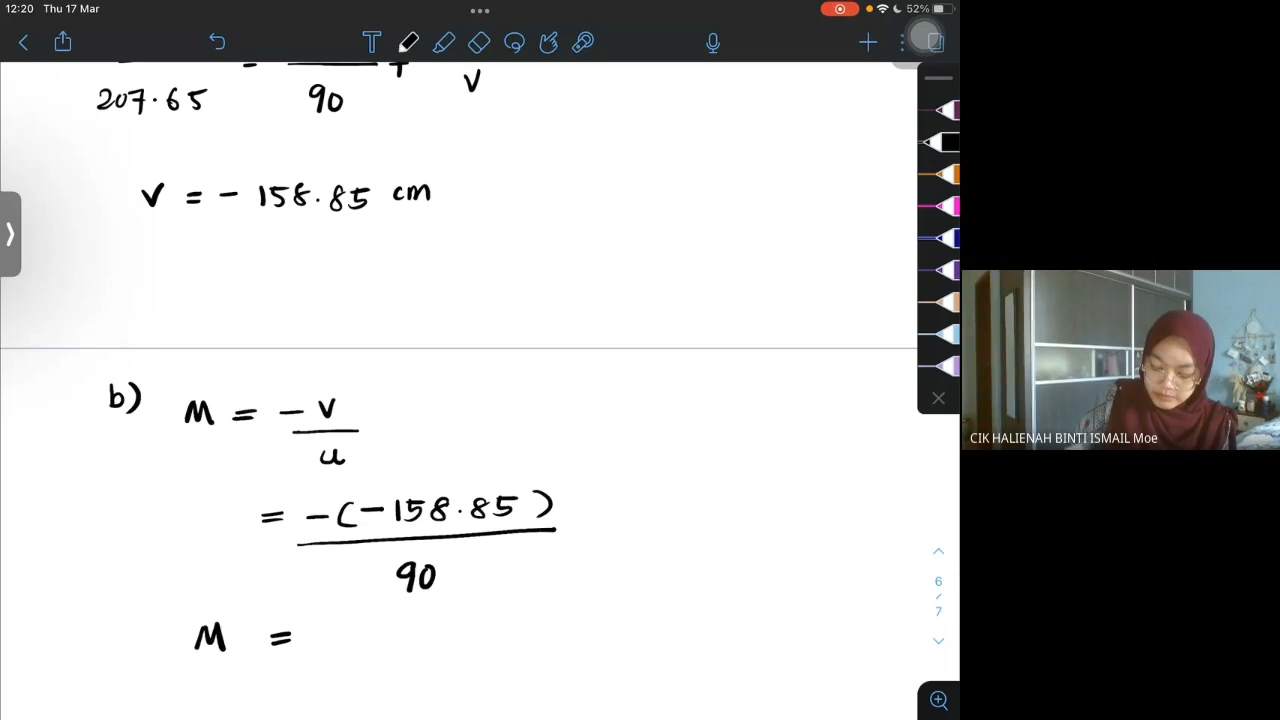 12:20 Thu 17 Mar
52%
T
= +
207.65 90 v
v = - 158.85 cm
b) M = - v
u
= -(-158.85)
90
M =
6
/
7
CIK HALIENAH BINTI ISMAIL Moe